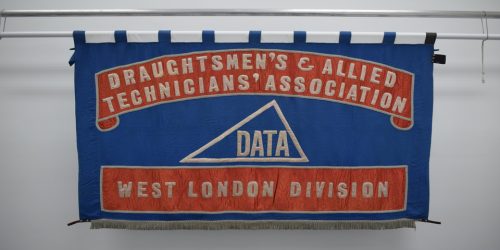 DRAUGHTSMEN'S & ALLIED
TECHNICIANS' ASSOCIATION
DATA
WEST LONDON DIVISION